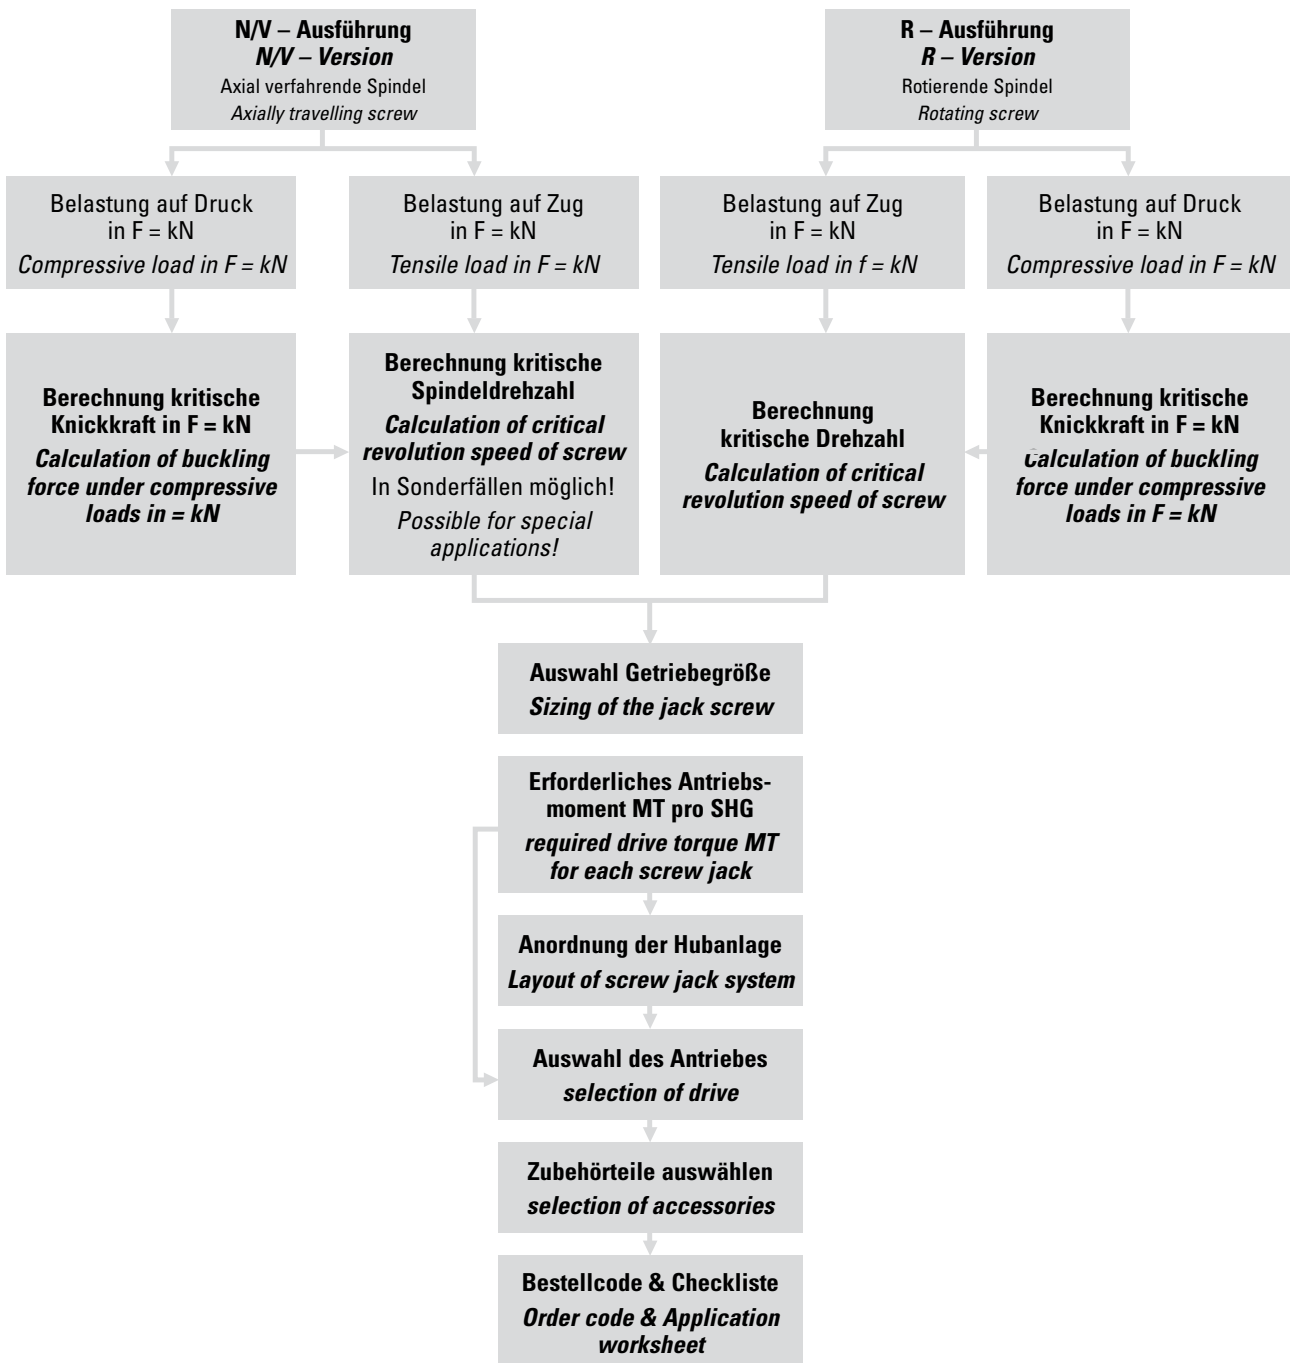 N/V – Ausführung
N/V – Version
Axial verfahrende Spindel
Axially travelling screw
R – Ausführung
R – Version
Rotierende Spindel
Rotating screw
Belastung auf Druck
in F = kN
Compressive load in F = kN
Belastung auf Zug
in F = kN
Tensile load in F = kN
Belastung auf Zug
in F = kN
Tensile load in f = kN
Belastung auf Druck
in F = kN
Compressive load in F = kN
Berechnung kritische
Knickkraft in F = kN
Calculation of buckling
force under compressive
loads in = kN
Berechnung kritische
Spindeldrehzahl
Calculation of critical
revolution speed of screw
In Sonderfällen möglich!
Possible for special
applications!
Berechnung
kritische Drehzahl
Calculation of critical
revolution speed of screw
Berechnung kritische
Knickkraft in F = kN
Calculation of buckling
force under compressive
loads in F = kN
Auswahl Getriebegröße
Sizing of the jack screw
Erforderliches Antriebs-
moment MT pro SHG
required drive torque MT
for each screw jack
Anordnung der Hubanlage
Layout of screw jack system
Auswahl des Antriebes
selection of drive
Zubehörteile auswählen
selection of accessories
Bestellcode & Checkliste
Order code & Application
worksheet